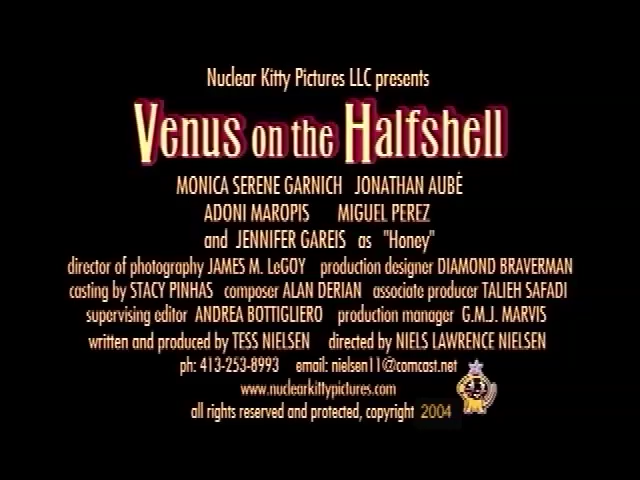 Nuclear Kitty Pictures LLC presents
Venus on the Halfshell
MONICA SERENE GARNICH JONATHAN AUBÉ
ADONI MAROPIS MIGUEL PEREZ
and JENNIFER GAREIS as "Honey"
director of photography JAMES M. LeGOY production designer DIAMOND BRAVERMAN
casting by STACY PINHAS composer ALAN DERIAN associate producer TALIEH SAFADI
supervising editor ANDREA BOTTIGLIERO production manager G.M.J. MARVIS
written and produced by TESS NIELSEN directed by NIELS LAWRENCE NIELSEN
ph: 413-253-8993 email: nielsen11@comcast.net
www.nuclearkittypictures.com
all rights reserved and protected, copyright 2004